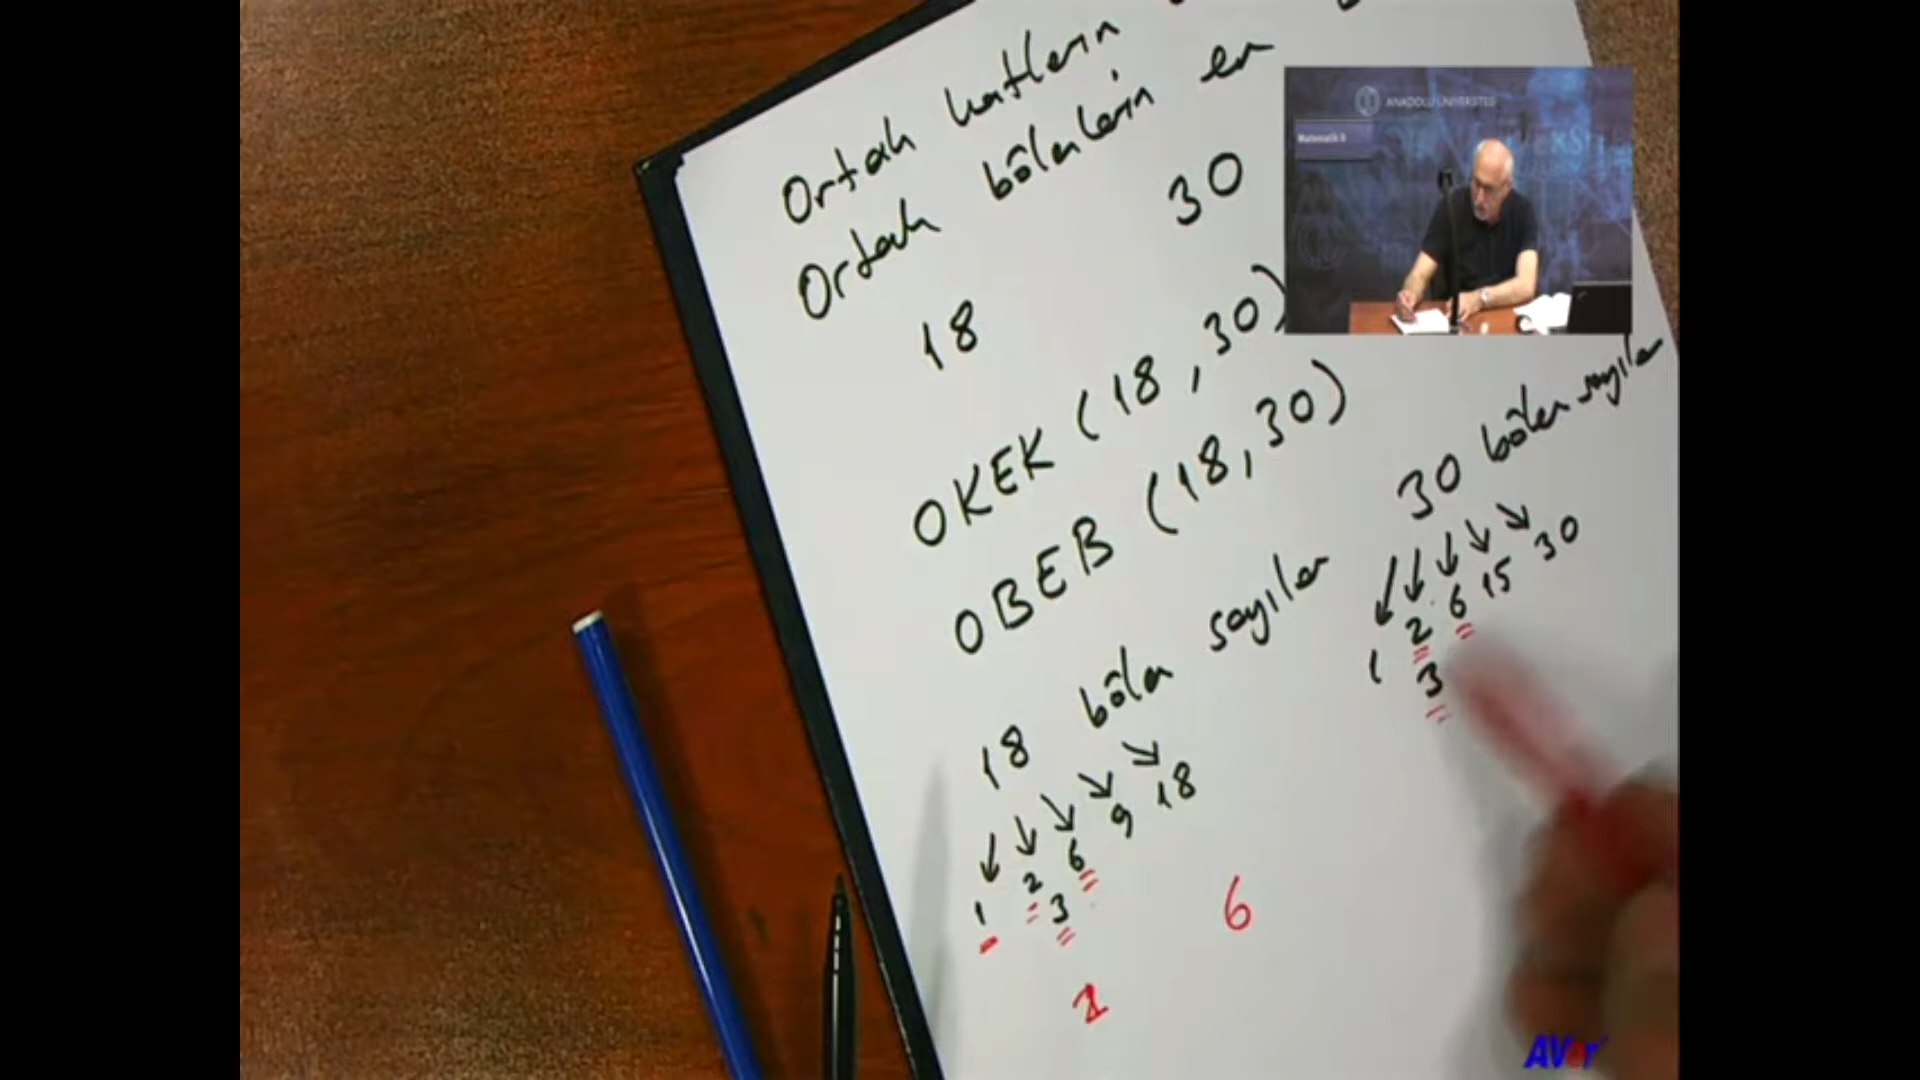 Ortak katların
Ortak bölenlerin en
18 30
OKEK (18, 30)
OBEB (18, 30)
18 bölen sayılar
1 2 3 6 9 18
30 bölen sayılar
1 2 3 6 15 30
6
ANADOLU ÜNİVERSİTESİ
Matematik II
AVer